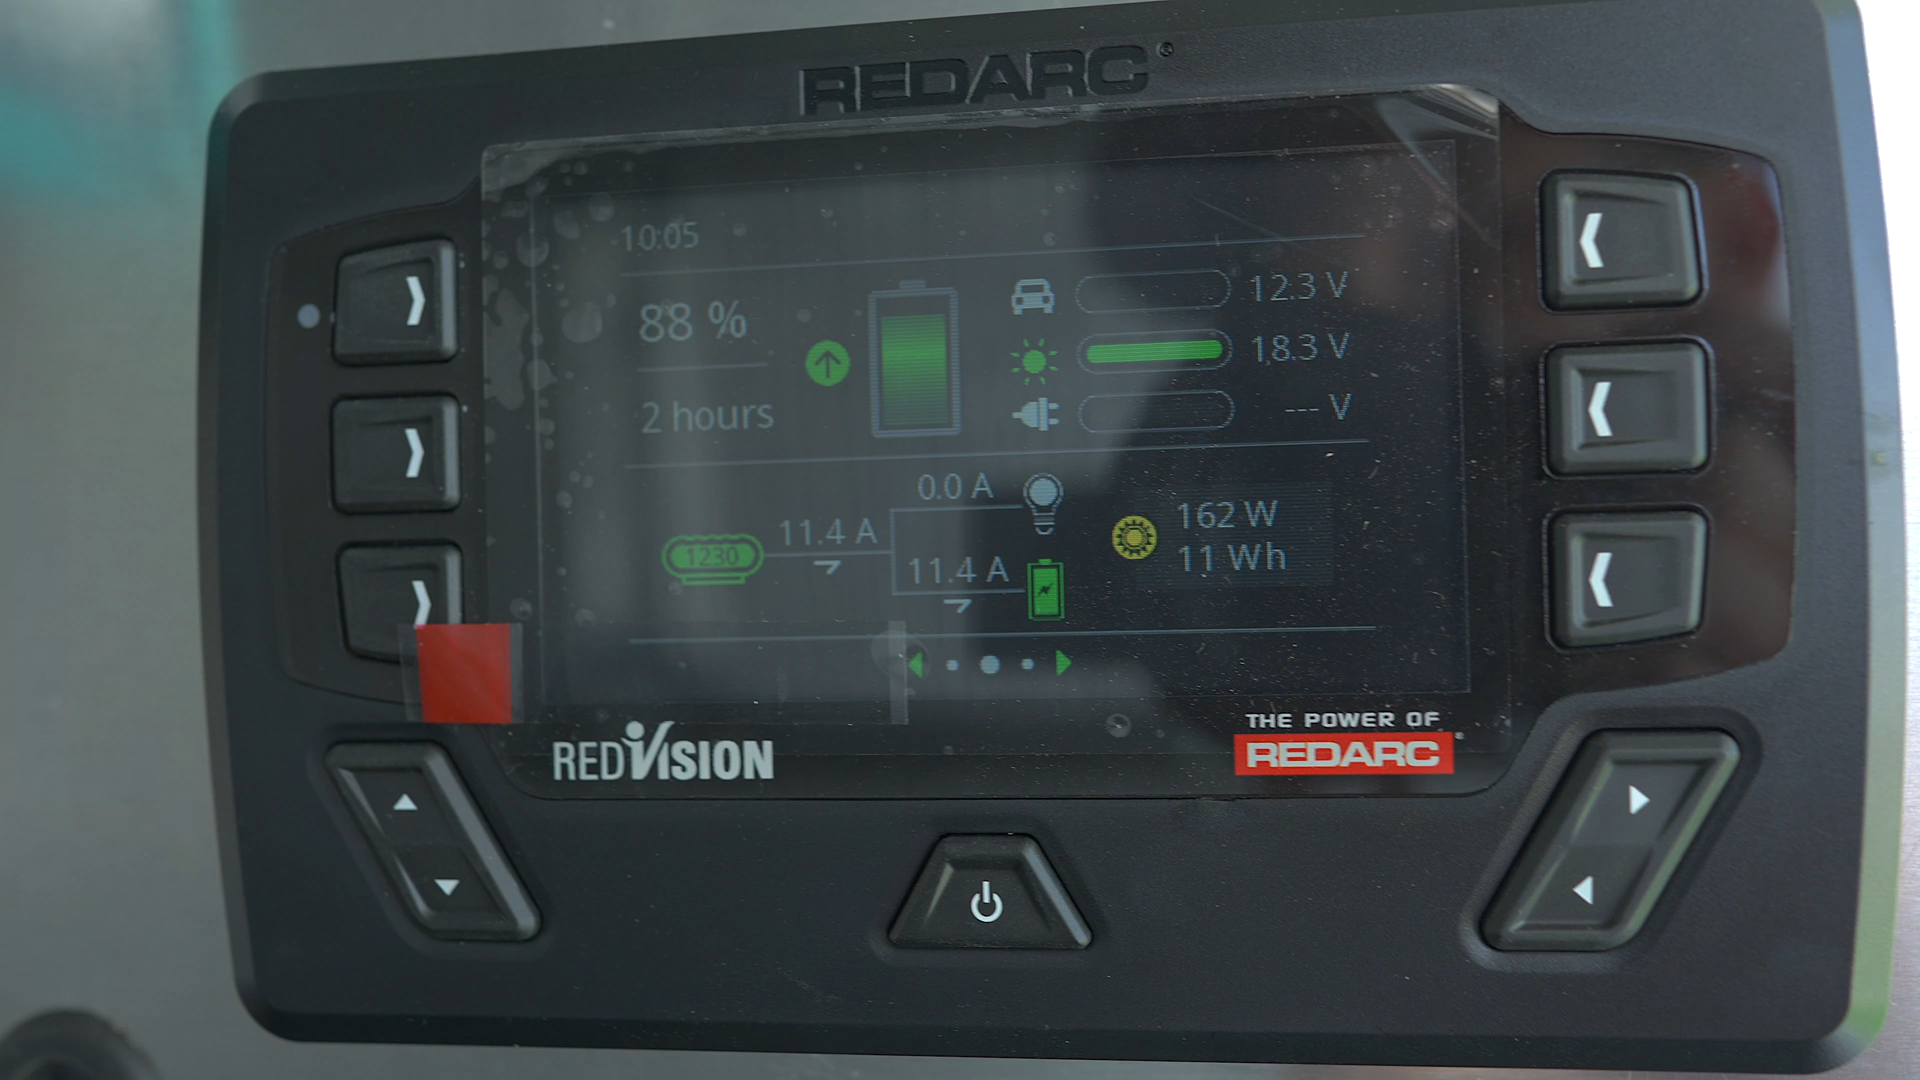 REDARC®
10:05
88 %
2 hours
12.3 V
18.3 V
--- V
0.0 A
1230
11.4 A
11.4 A
162 W
11 Wh
REDVISION
THE POWER OF
REDARC®